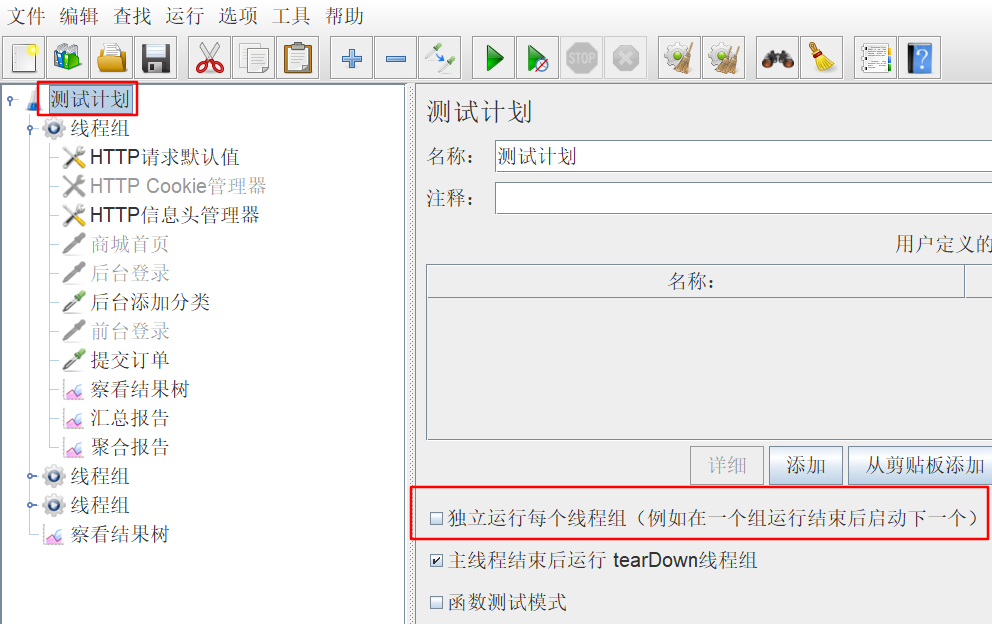 文件 编辑 查找 运行 选项 工具 帮助
STOP
?
测试计划
线程组
HTTP请求默认值
HTTP Cookie管理器
HTTP信息头管理器
商城首页
后台登录
后台添加分类
前台登录
提交订单
察看结果树
汇总报告
聚合报告
线程组
线程组
察看结果树
测试计划
名称： 测试计划
注释：
用户定义的
名称：
详细 添加 从剪贴板添加
独立运行每个线程组（例如在一个组运行结束后启动下一个）
主线程结束后运行 tearDown线程组
函数测试模式